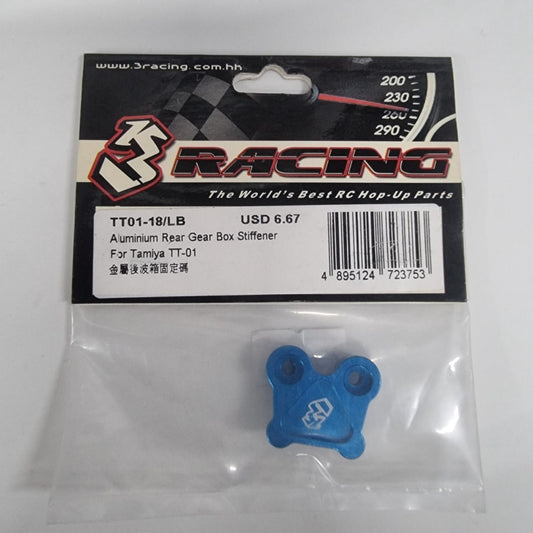 www.3racing.com.hk
200
230
260
290
3 RACING
The World's Best RC Hop-Up Parts
TT01-18/LB USD 6.67
Aluminium Rear Gear Box Stiffener
For Tamiya TT-01
金屬後波箱固定碼
4 895124 723753